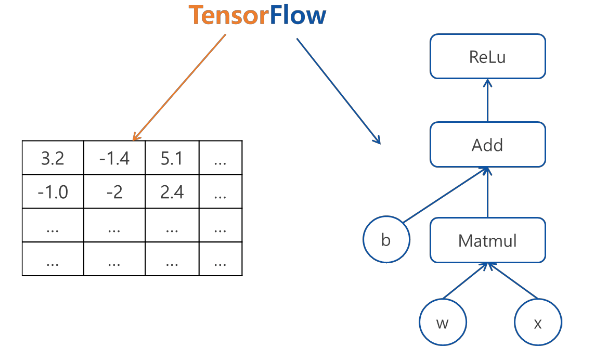 TensorFlow
3.2 -1.4 5.1 ...
-1.0 -2 2.4 ...
... ... ... ...
... ... ... ...
ReLu
Add
b
Matmul
w x